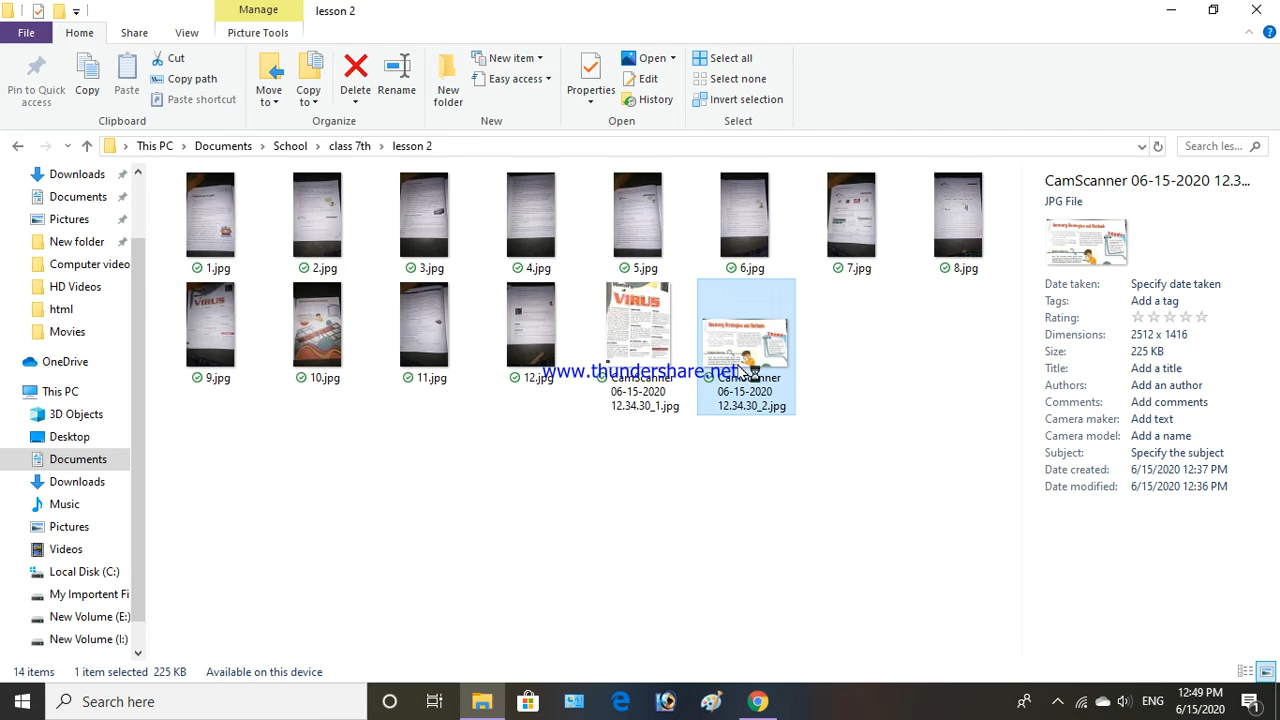 Manage
lesson 2
File
Home
Share
View
Picture Tools
Pin to Quick access
Copy
Paste
Cut
Copy path
Paste shortcut
Move to
Copy to
Delete
Rename
New folder
New item
Easy access
Properties
Open
Edit
History
Select all
Select none
Invert selection
Clipboard
Organize
New
Open
Select
This PC
Documents
School
class 7th
lesson 2
Search les...
Downloads
Documents
Pictures
New folder
Computer video
HD Videos
html
Movies
OneDrive
This PC
3D Objects
Desktop
Documents
Downloads
Music
Pictures
Videos
Local Disk (C:)
My Importent Fi
New Volume (E:)
New Volume (I:)
1.jpg
2.jpg
3.jpg
4.jpg
5.jpg
6.jpg
7.jpg
8.jpg
VIRUS
9.jpg
10.jpg
11.jpg
12.jpg
www.thundershare.net
CamScanner
06-15-2020
12.34.30_1.jpg
CamScanner
06-15-2020
12.34.30_2.jpg
CamScanner 06-15-2020 12.3...
JPG File
Date taken: Specify date taken
Tags: Add a tag
Rating:
Dimensions: 2512 x 1416
Size: 225 KB
Title: Add a title
Authors: Add an author
Comments: Add comments
Camera maker: Add text
Camera model: Add a name
Subject: Specify the subject
Date created: 6/15/2020 12:37 PM
Date modified: 6/15/2020 12:36 PM
14 items
1 item selected 225 KB
Available on this device
Search here
ENG
12:49 PM
6/15/2020
1